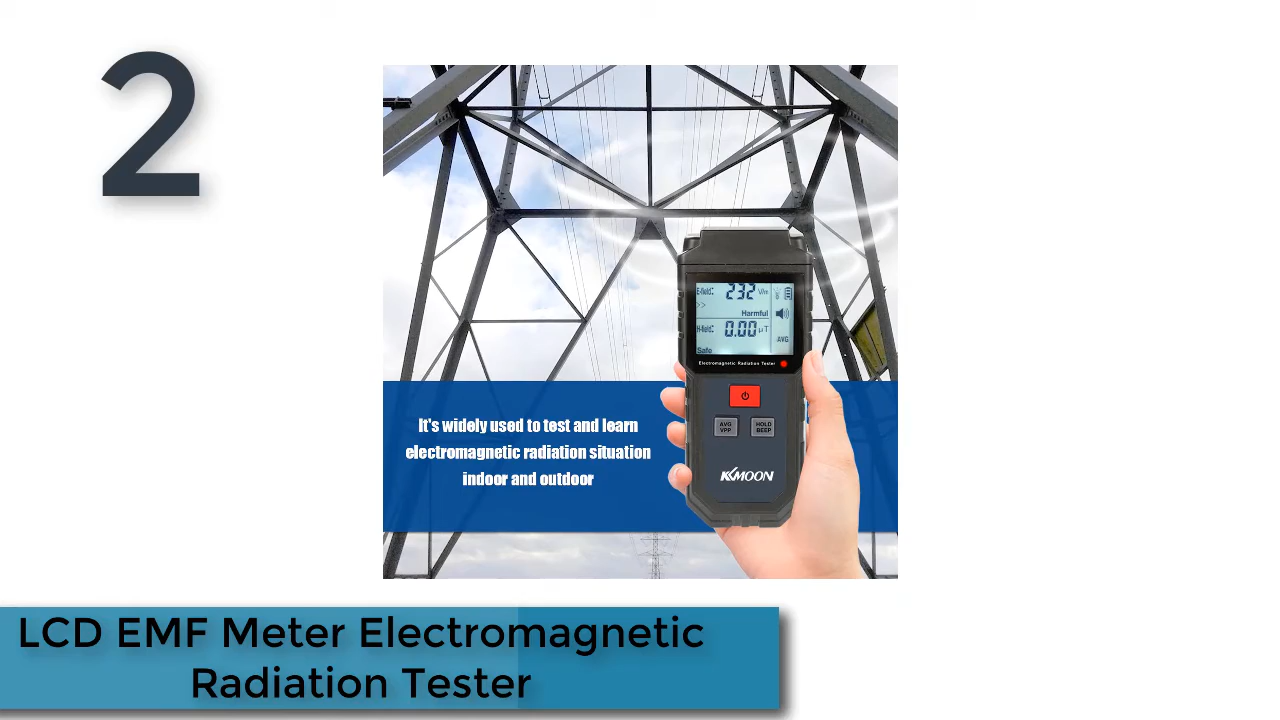 2
E-field: 232 V/m
>>
Harmful
H-field: 0.00 μT
AVG
Safe
Electromagnetic Radiation Tester
It's widely used to test and learn
electromagnetic radiation situation
indoor and outdoor
AVG HOLD
VPP BEEP
KKMOON
LCD EMF Meter Electromagnetic
Radiation Tester